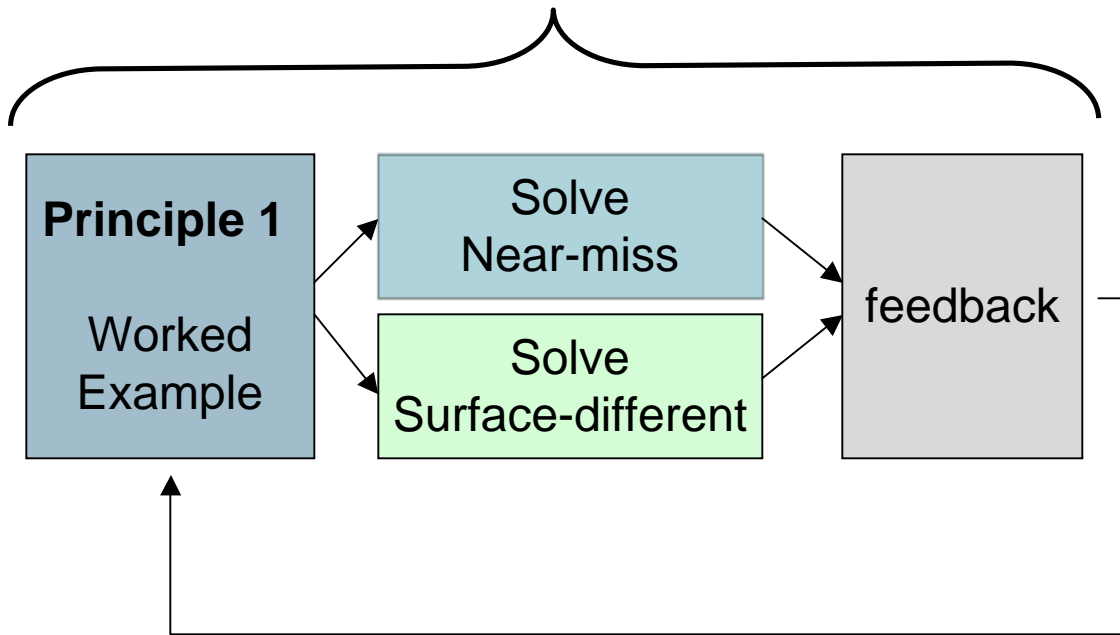 Principle 1
Worked
Example
Solve
Near-miss
Solve
Surface-different
feedback